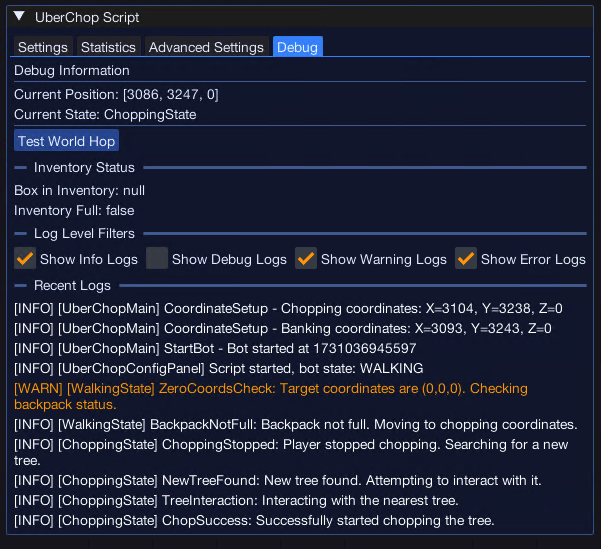 UberChop Script
Settings Statistics Advanced Settings Debug
Debug Information
Current Position: [3086, 3247, 0]
Current State: ChoppingState
Test World Hop
Inventory Status
Box in Inventory: null
Inventory Full: false
Log Level Filters
Show Info Logs Show Debug Logs Show Warning Logs Show Error Logs
Recent Logs
[INFO] [UberChopMain] CoordinateSetup - Chopping coordinates: X=3104, Y=3238, Z=0
[INFO] [UberChopMain] CoordinateSetup - Banking coordinates: X=3093, Y=3243, Z=0
[INFO] [UberChopMain] StartBot - Bot started at 1731036945597
[INFO] [UberChopConfigPanel] Script started, bot state: WALKING
[WARN] [WalkingState] ZeroCoordsCheck: Target coordinates are (0,0,0). Checking
backpack status.
[INFO] [WalkingState] BackpackNotFull: Backpack not full. Moving to chopping coordinates.
[INFO] [ChoppingState] ChoppingStopped: Player stopped chopping. Searching for a new
tree.
[INFO] [ChoppingState] NewTreeFound: New tree found. Attempting to interact with it.
[INFO] [ChoppingState] TreeInteraction: Interacting with the nearest tree.
[INFO] [ChoppingState] ChopSuccess: Successfully started chopping the tree.